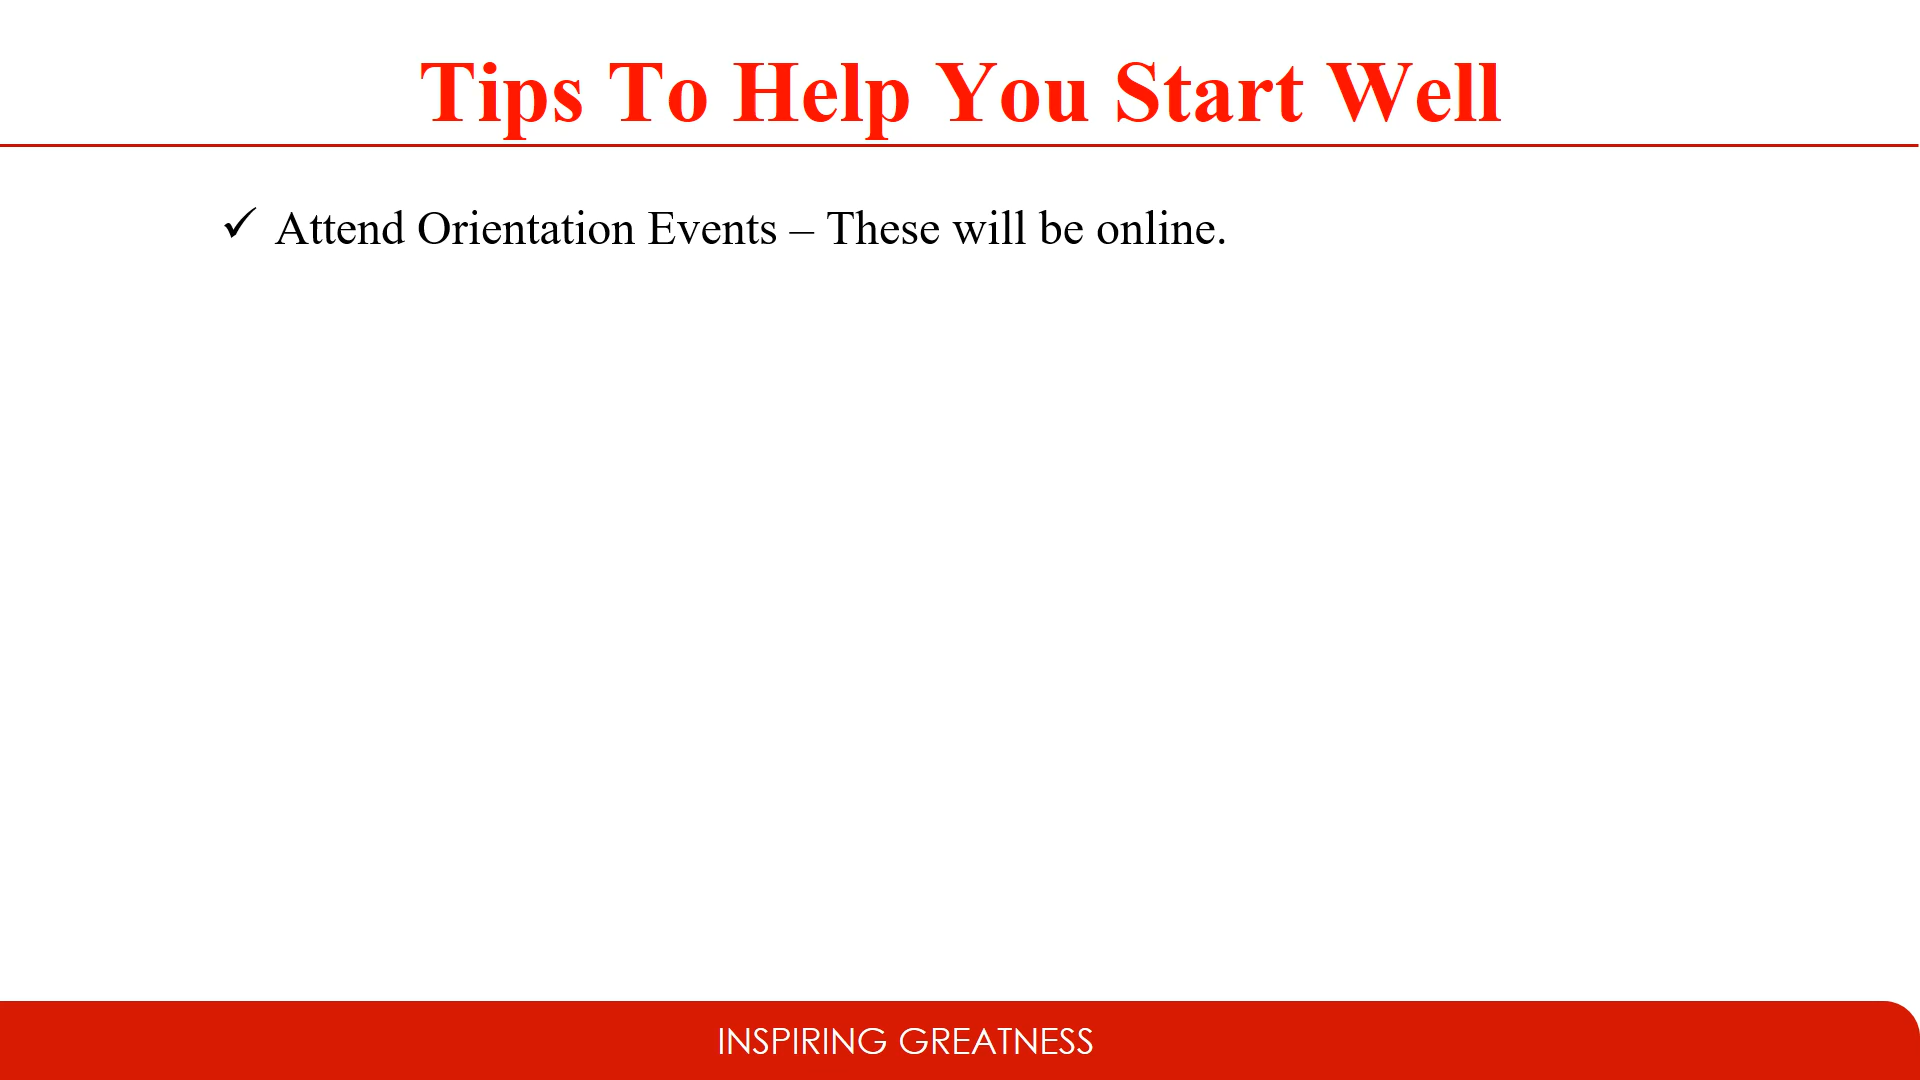 Tips To Help You Start Well
✓ Attend Orientation Events – These will be online.
INSPIRING GREATNESS